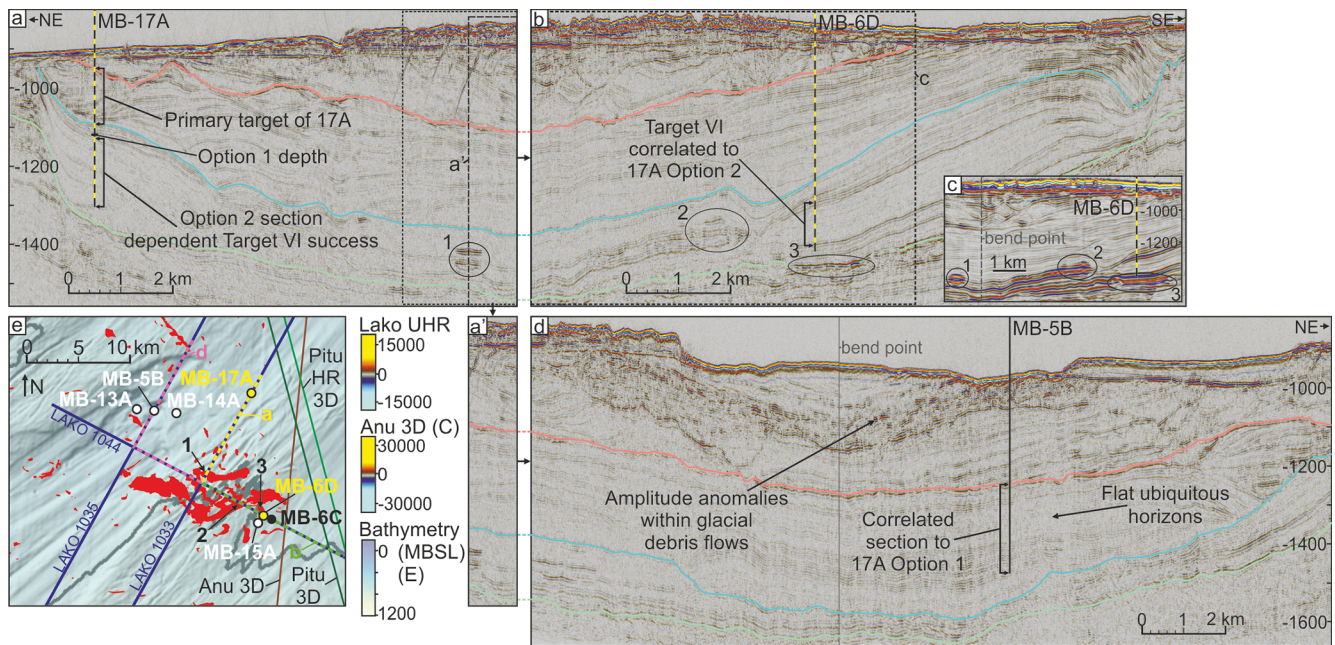 a
NE
MB-17A
-1000
Primary target of 17A
Option 1 depth
-1200
Option 2 section
dependent Target VI success
-1400
a'
1
0 1 2 km
b
MB-6D
SE
c
Target VI
correlated to
17A Option 2
2
3
0 1 2 km
c
MB-6D
-1000
bend point
-1200
1 km
1
2
3
e
0 5 10 km
N
d
MB-5B
MB-17A
MB-13A
MB-14A
a
LAKO 1044
1
3
MB-6D
MB-6C
2
MB-15A
b
LAKO 1035
LAKO 1033
Anu 3D
Pitu
3D
Pitu
HR
3D
Lako UHR
15000
0
-15000
Anu 3D (C)
30000
0
-30000
Bathymetry
0 (MBSL)
(E)
1200
a'
d
MB-5B
NE
bend point
-1000
Amplitude anomalies
within glacial
debris flows
Correlated
section to
17A Option 1
Flat ubiquitous
horizons
-1200
-1400
-1600
0 1 2 km